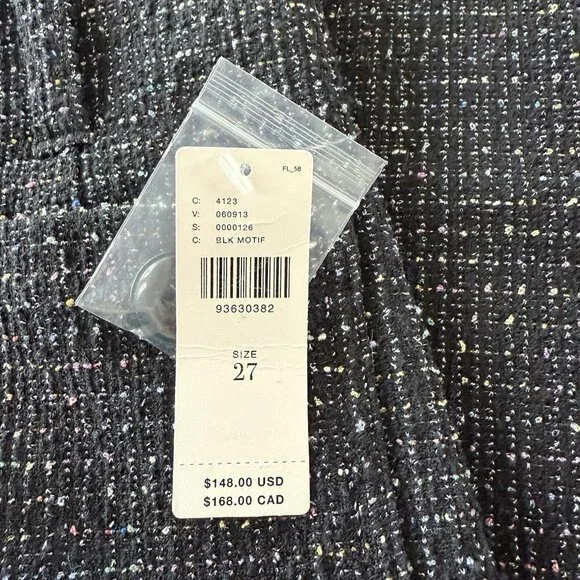 FL_58
C: 4123
V: 060913
S: 0000126
C: BLK MOTIF
93630382
SIZE
27
$148.00 USD
$168.00 CAD